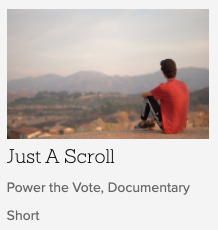 Just A Scroll
Power the Vote, Documentary
Short